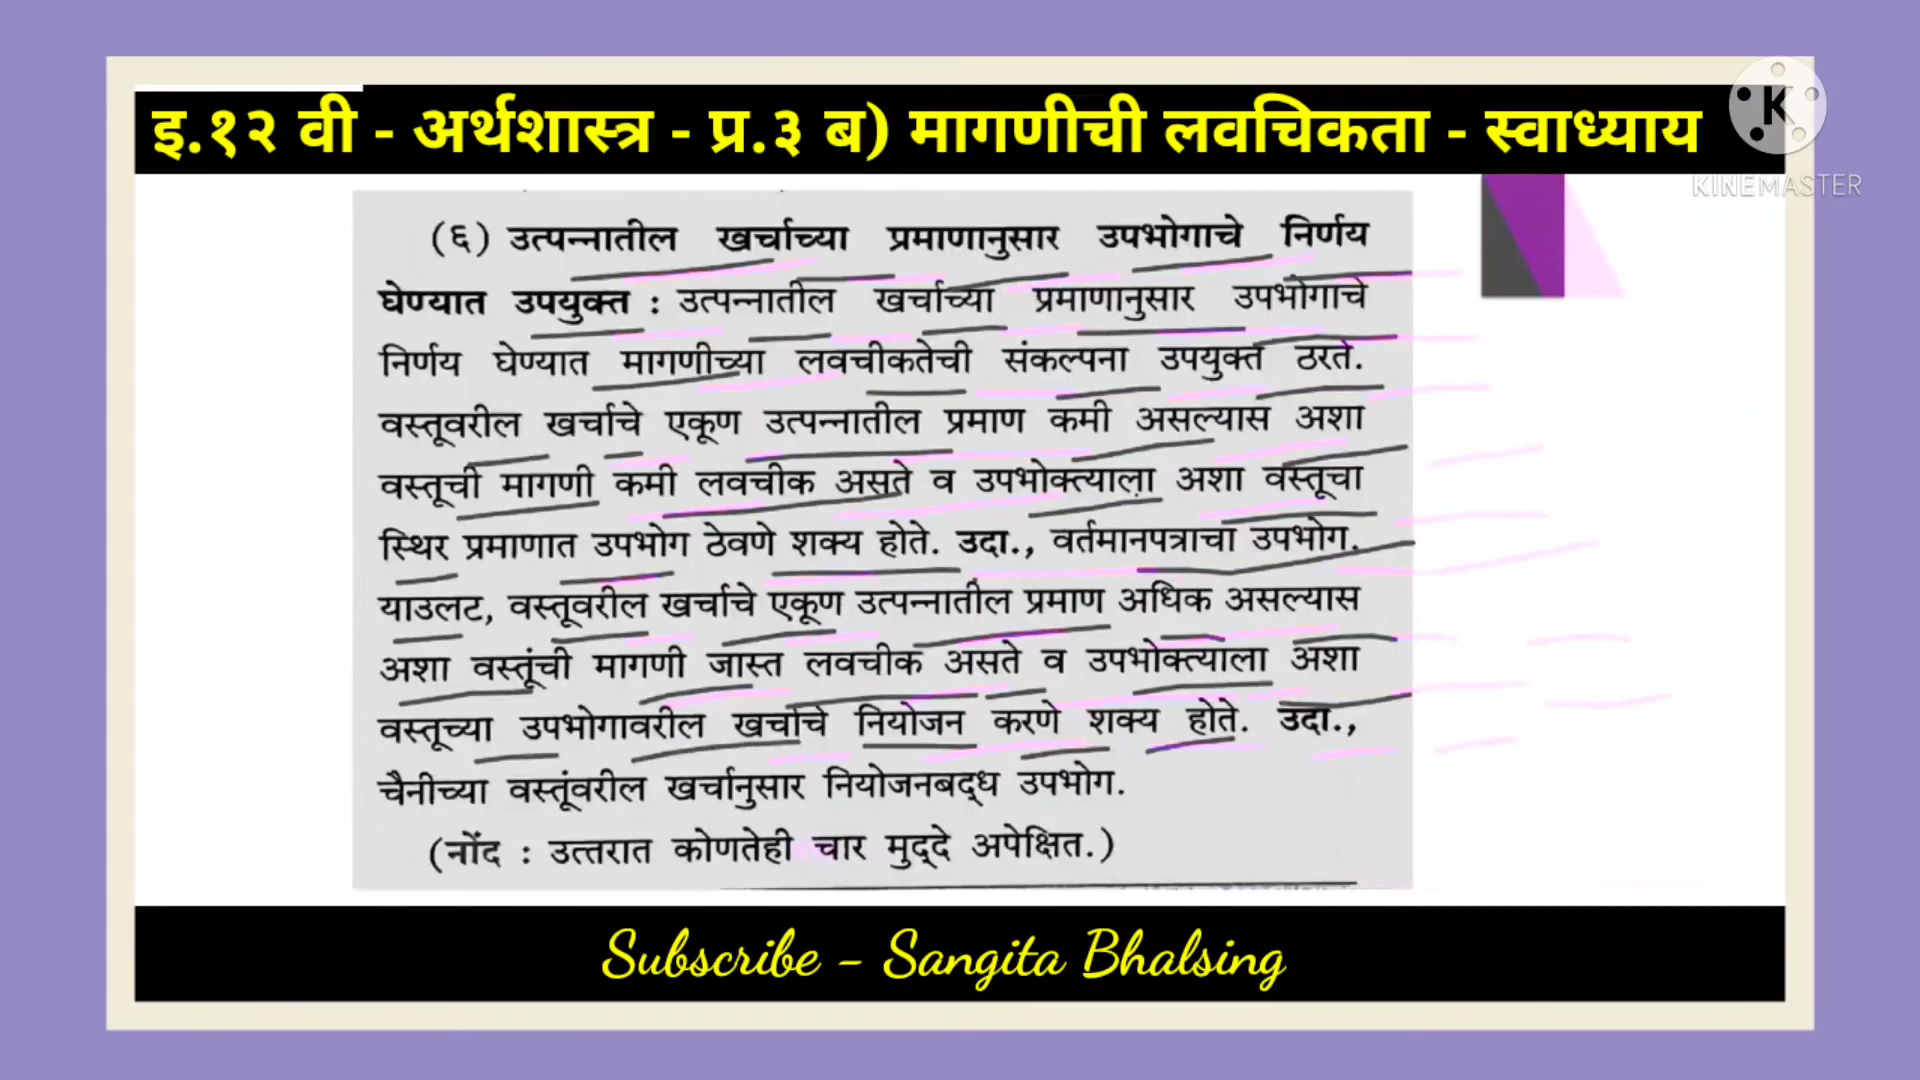 इ.१२ वी - अर्थशास्त्र - प्र.३ ब) मागणीची लवचिकता - स्वाध्याय
K
KINEMASTER
(६) उत्पन्नातील खर्चाच्या प्रमाणानुसार उपभोगाचे निर्णय
घेण्यात उपयुक्त : उत्पन्नातील खर्चाच्या प्रमाणानुसार उपभोगाचे
निर्णय घेण्यात मागणीच्या लवचीकतेची संकल्पना उपयुक्त ठरते.
वस्तूवरील खर्चाचे एकूण उत्पन्नातील प्रमाण कमी असल्यास अशा
वस्तूची मागणी कमी लवचीक असते व उपभोक्त्याला अशा वस्तूचा
स्थिर प्रमाणात उपभोग ठेवणे शक्य होते. उदा., वर्तमानपत्राचा उपभोग.
याउलट, वस्तूवरील खर्चाचे एकूण उत्पन्नातील प्रमाण अधिक असल्यास
अशा वस्तूंची मागणी जास्त लवचीक असते व उपभोक्त्याला अशा
वस्तूच्या उपभोगावरील खर्चाचे नियोजन करणे शक्य होते. उदा.,
चैनीच्या वस्तूंवरील खर्चानुसार नियोजनबद्ध उपभोग.
(नोंद : उत्तरात कोणतेही चार मुद्दे अपेक्षित.)
Subscribe - Sangita Bhalsing